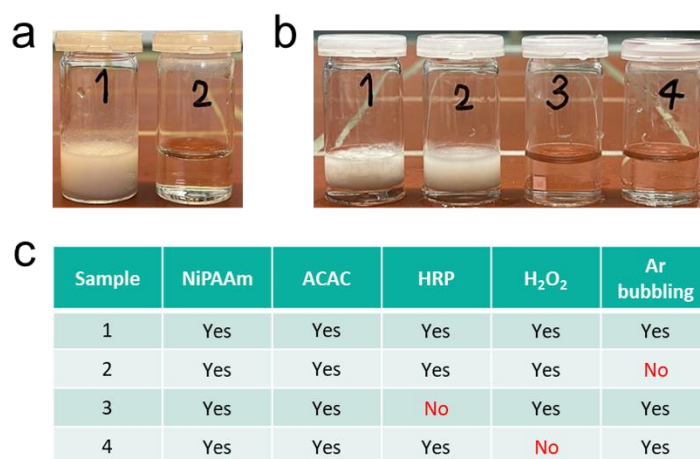 a
b
1
2
1
2
3
4
c
Sample NiPAAm ACAC HRP H₂O₂ Ar bubbling
1 Yes Yes Yes Yes Yes
2 Yes Yes Yes Yes No
3 Yes Yes No Yes Yes
4 Yes Yes Yes No Yes